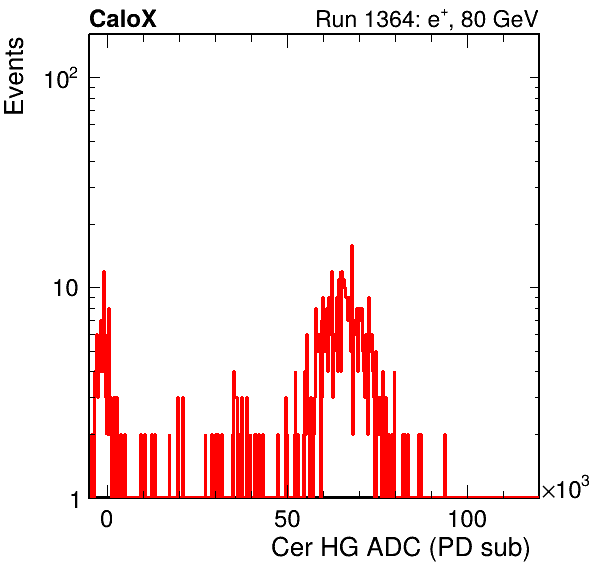 CaloX Run 1364: e⁺, 80 GeV
Events
10²
10
1
0 50 100 ×10³
Cer HG ADC (PD sub)